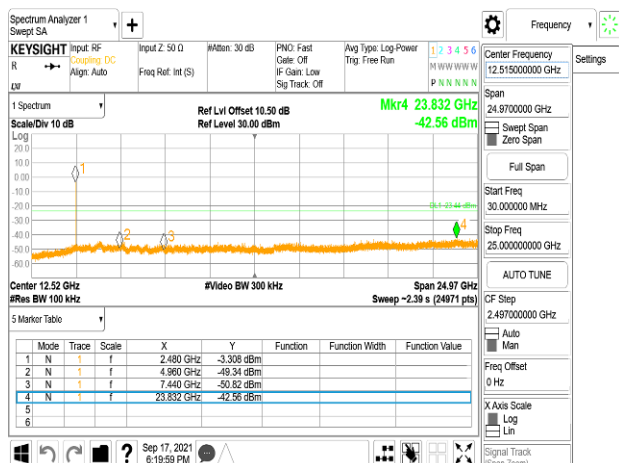 Spectrum Analyzer 1
Swept SA
Frequency
KEYSIGHT
R
Input: RF
Coupling: DC
Align: Auto
Input Z: 50 Ω
Freq Ref: Int (S)
#Atten: 30 dB
PNO: Fast
Gate: Off
IF Gain: Low
Sig Track: Off
Avg Type: Log-Power
Trig: Free Run
1 2 3 4 5 6
M W W W W W
P N N N N N
1 Spectrum
Scale/Div 10 dB
Log
Ref Lvl Offset 10.50 dB
Ref Level 30.00 dBm
Mkr4 23.832 GHz
-42.56 dBm
20.0
10.0
0.00
-10.0
-20.0
-30.0
-40.0
-50.0
-60.0
1
2
3
4
Center 12.52 GHz
#Res BW 100 kHz
#Video BW 300 kHz
Span 24.97 GHz
Sweep ~2.39 s (24971 pts)
5 Marker Table
Mode Trace Scale X Y Function Function Width Function Value
1 N 1 f 2.480 GHz -3.308 dBm
2 N 1 f 4.960 GHz -49.34 dBm
3 N 1 f 7.440 GHz -50.82 dBm
4 N 1 f 23.832 GHz -42.56 dBm
5
6
Sep 17, 2021
6:19:59 PM
Center Frequency
12.515000000 GHz
Span
24.9700000 GHz
Swept Span
Zero Span
Full Span
Start Freq
30.000000 MHz
Stop Freq
25.000000000 GHz
AUTO TUNE
CF Step
2.497000000 GHz
Auto
Man
Freq Offset
0 Hz
X Axis Scale
Log
Lin
Signal Track
(Span Zoom)
Settings